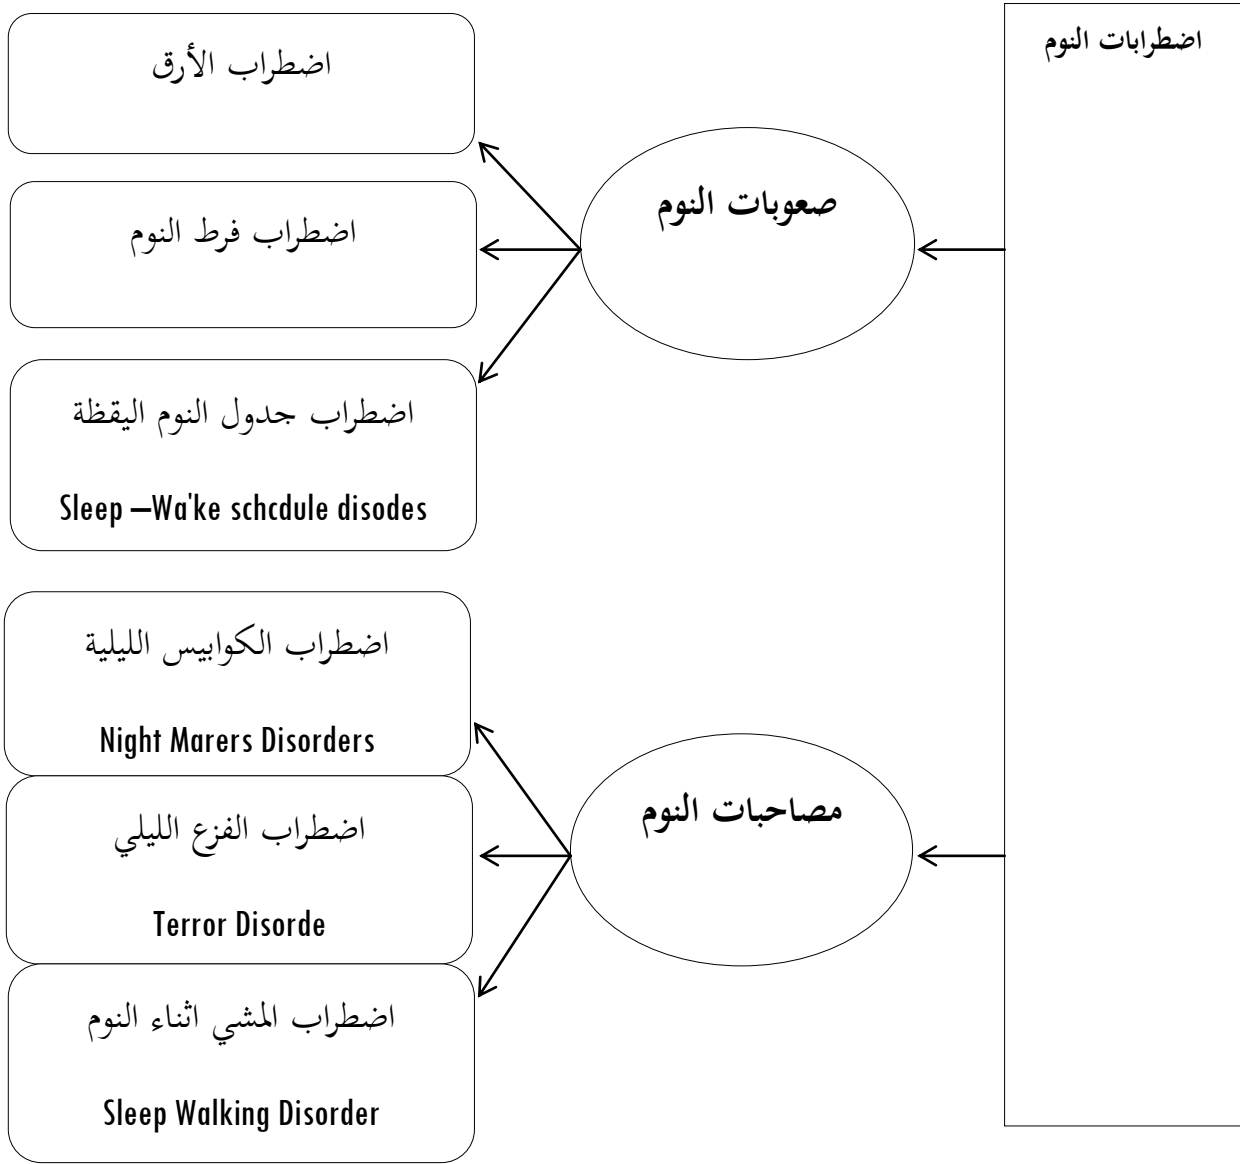 اضطرابات النوم
صعوبات النوم
اضطراب الأرق
اضطراب فرط النوم
اضطراب جدول النوم اليقظة
Sleep –Wa'ke schcdule disodes
مصاحبات النوم
اضطراب الكوابيس الليلية
Night Marers Disorders
اضطراب الفزع الليلي
Terror Disorde
اضطراب المشي اثناء النوم
Sleep Walking Disorder